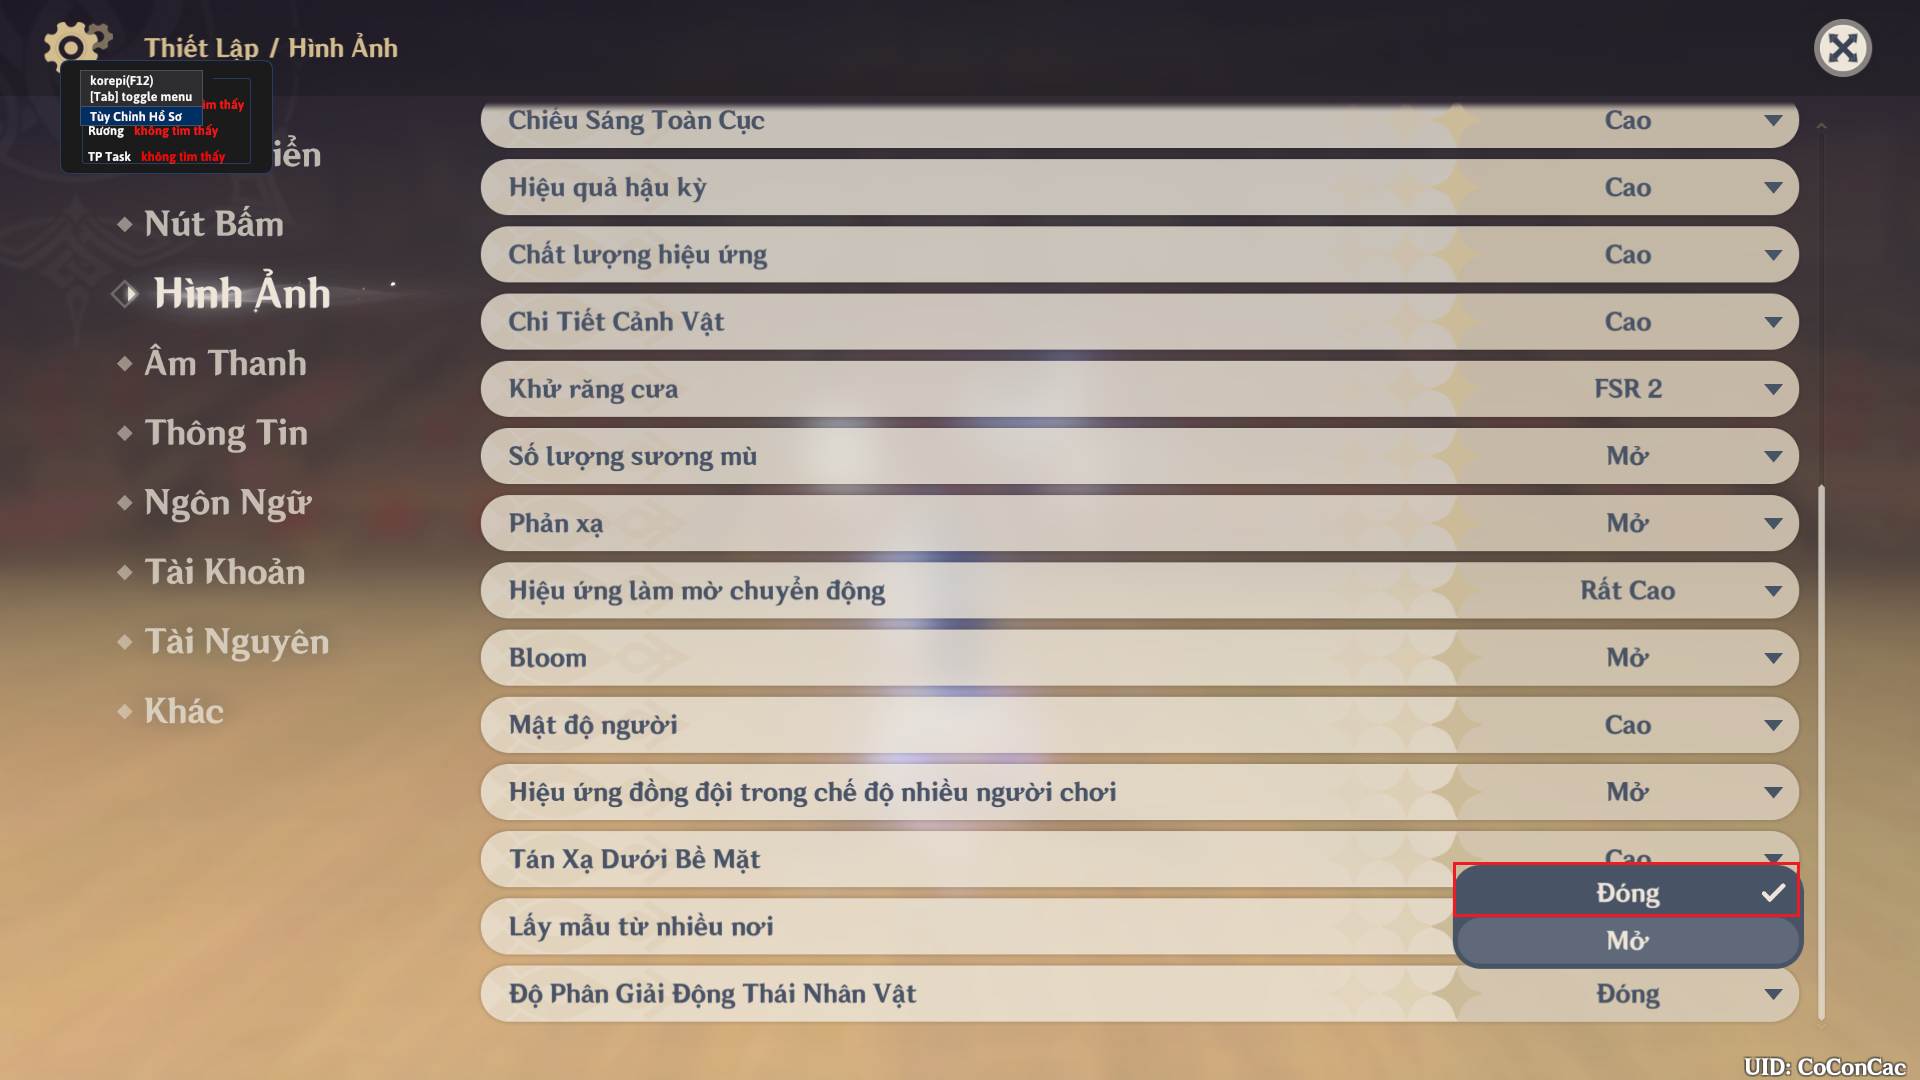 Thiết Lập / Hình Ảnh
korepi(F12)
[Tab] toggle menu
Tùy Chỉnh Hồ Sơ
ìm thấy
Rương không tìm thấy
TP Task không tìm thấy
iển
Nút Bấm
Hình Ảnh
Âm Thanh
Thông Tin
Ngôn Ngữ
Tài Khoản
Tài Nguyên
Khác
Chiếu Sáng Toàn Cục Cao
Hiệu quả hậu kỳ Cao
Chất lượng hiệu ứng Cao
Chi Tiết Cảnh Vật Cao
Khử răng cưa FSR 2
Số lượng sương mù Mở
Phản xạ Mở
Hiệu ứng làm mờ chuyển động Rất Cao
Bloom Mở
Mật độ người Cao
Hiệu ứng đồng đội trong chế độ nhiều người chơi Mở
Tán Xạ Dưới Bề Mặt Cao
Đóng
Lấy mẫu từ nhiều nơi
Mở
Độ Phân Giải Động Thái Nhân Vật Đóng
UID: CoConCac